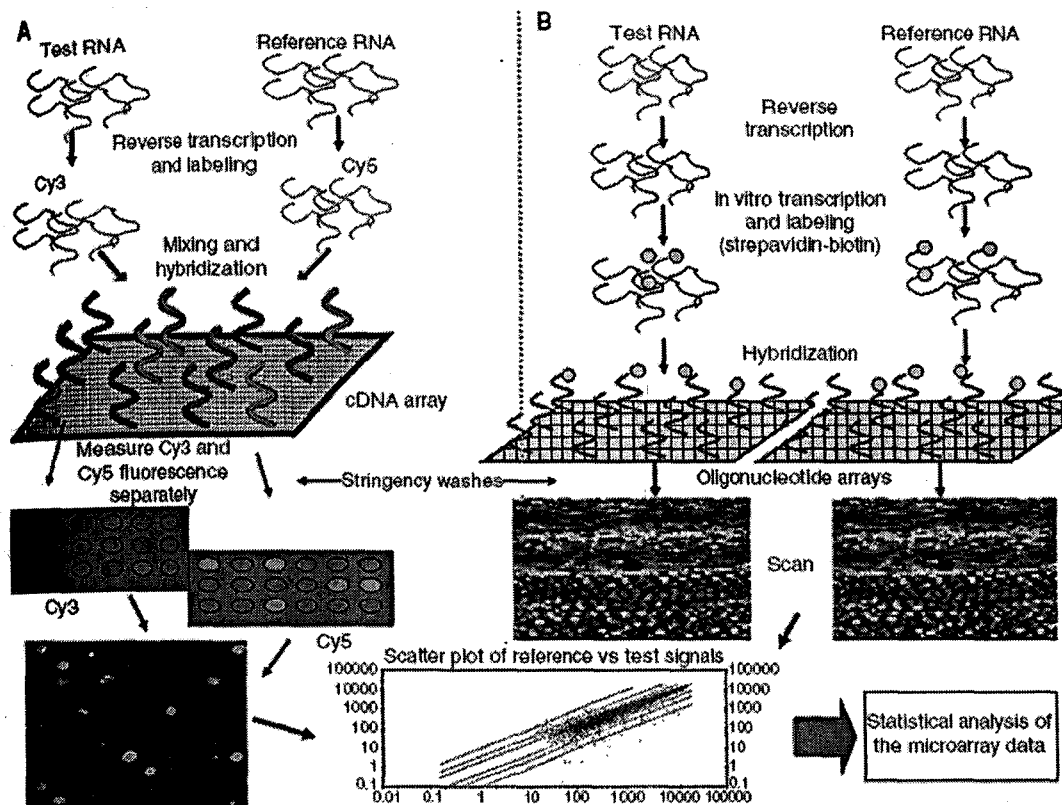 A
Test RNA
Reference RNA
Reverse transcription
and labeling
Cy3
Cy5
Mixing and
hybridization
cDNA array
Measure Cy3 and
Cy5 fluorescence
separately
Cy3
Cy5
B
Test RNA
Reference RNA
Reverse
transcription
In vitro transcription
and labeling
(strepavidin-biotin)
Hybridization
Oligonucleotide arrays
Stringency washes
Scan
Scatter plot of reference vs test signals
100000
10000
1000
100
10
1
0.1
100000
10000
1000
100
10
1
0.1
0.01 0.1 1 10 100 1000 10000 100000
Statistical analysis of
the microarray data